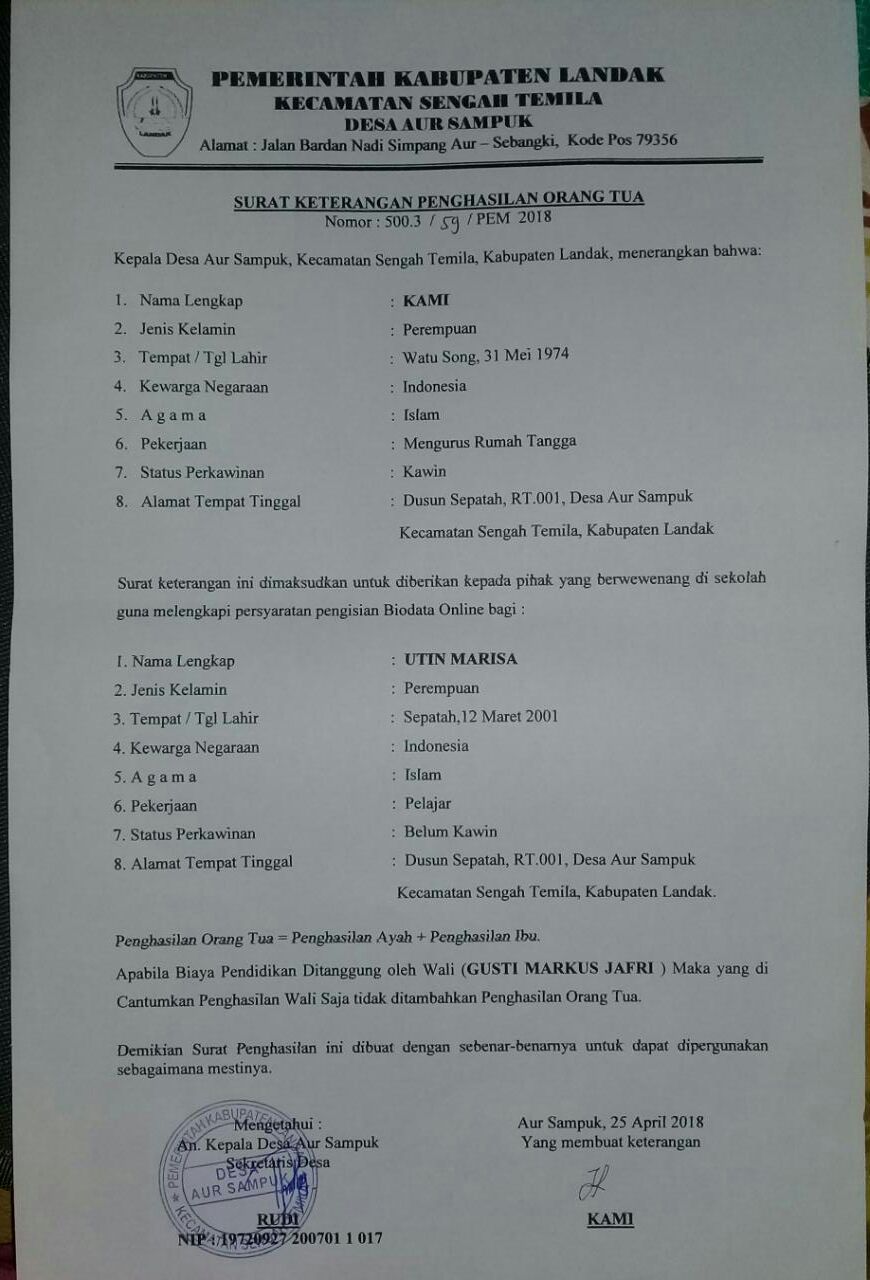 KABUPATEN
LANDAK
PEMERINTAH KABUPATEN LANDAK
KECAMATAN SENGAH TEMILA
DESA AUR SAMPUK
Alamat : Jalan Bardan Nadi Simpang Aur – Sebangki, Kode Pos 79356
SURAT KETERANGAN PENGHASILAN ORANG TUA
Nomor : 500.3 / 59 / PEM 2018
Kepala Desa Aur Sampuk, Kecamatan Sengah Temila, Kabupaten Landak, menerangkan bahwa:
1. Nama Lengkap : KAMI
2. Jenis Kelamin : Perempuan
3. Tempat / Tgl Lahir : Watu Song, 31 Mei 1974
4. Kewarga Negaraan : Indonesia
5. A g a m a : Islam
6. Pekerjaan : Mengurus Rumah Tangga
7. Status Perkawinan : Kawin
8. Alamat Tempat Tinggal : Dusun Sepatah, RT.001, Desa Aur Sampuk
Kecamatan Sengah Temila, Kabupaten Landak
Surat keterangan ini dimaksudkan untuk diberikan kepada pihak yang berwewenang di sekolah
guna melengkapi persyaratan pengisian Biodata Online bagi :
1. Nama Lengkap : UTIN MARISA
2. Jenis Kelamin : Perempuan
3. Tempat / Tgl Lahir : Sepatah,12 Maret 2001
4. Kewarga Negaraan : Indonesia
5. A g a m a : Islam
6. Pekerjaan : Pelajar
7. Status Perkawinan : Belum Kawin
8. Alamat Tempat Tinggal : Dusun Sepatah, RT.001, Desa Aur Sampuk
Kecamatan Sengah Temila, Kabupaten Landak.
Penghasilan Orang Tua = Penghasilan Ayah + Penghasilan Ibu.
Apabila Biaya Pendidikan Ditanggung oleh Wali (GUSTI MARKUS JAFRI ) Maka yang di
Cantumkan Penghasilan Wali Saja tidak ditambahkan Penghasilan Orang Tua.
Demikian Surat Penghasilan ini dibuat dengan sebenar-benarnya untuk dapat dipergunakan
sebagaimana mestinya.
Mengetahui :
An. Kepala Desa Aur Sampuk
Sekretaris Desa
PEMERINTAH KABUPATEN
DESA
AUR SAMPUK
KECAMATAN
RUDI
NIP : 19720927 200701 1 017
Aur Sampuk, 25 April 2018
Yang membuat keterangan
KAMI